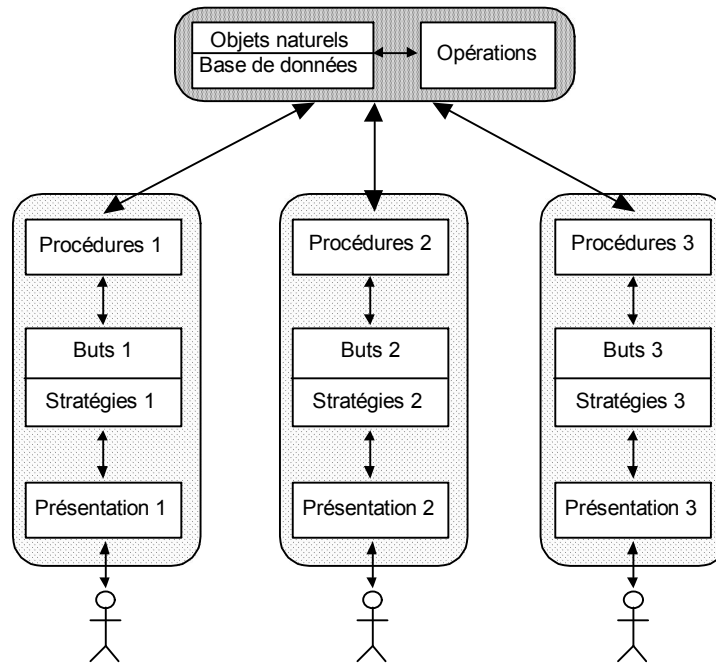 Objets naturels
Base de données
Opérations
Procédures 1
Procédures 2
Procédures 3
Buts 1
Buts 2
Buts 3
Stratégies 1
Stratégies 2
Stratégies 3
Présentation 1
Présentation 2
Présentation 3